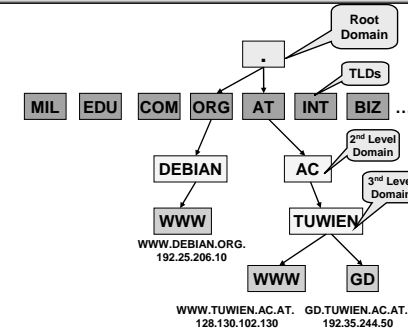 Root
Domain
.
TLDs
MIL EDU COM ORG AT INT BIZ ...
2nd Level
Domain
DEBIAN AC
3nd Level
Domain
WWW TUWIEN
WWW.DEBIAN.ORG.
192.25.206.10
WWW GD
WWW.TUWIEN.AC.AT. GD.TUWIEN.AC.AT.
128.130.102.130 192.35.244.50